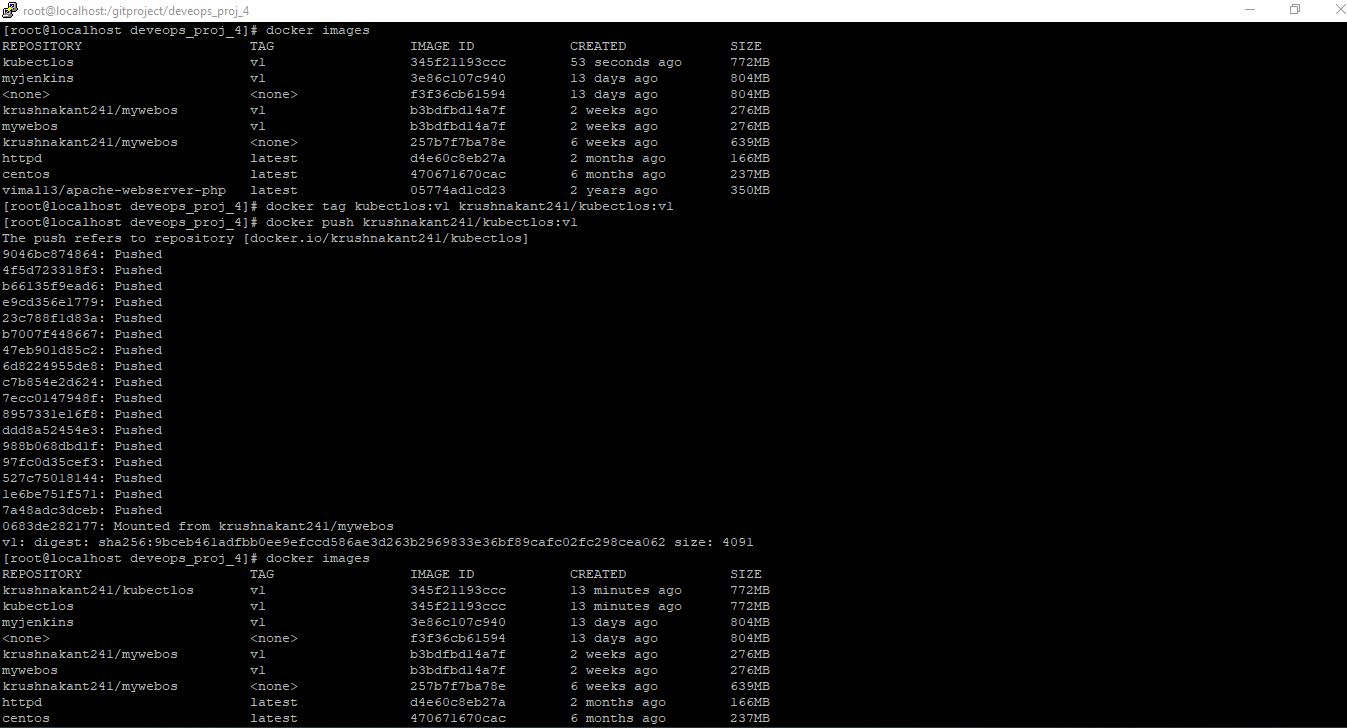 root@localhost:/gitproject/deveops_proj_4
[root@localhost deveops_proj_4]# docker images
REPOSITORY TAG IMAGE ID CREATED SIZE
kubectlos v1 345f21193ccc 53 seconds ago 772MB
myjenkins v1 3e86c107c940 13 days ago 804MB
<none> <none> f3f36cb61594 13 days ago 804MB
krushnakant241/mywebos v1 b3bdfbd14a7f 2 weeks ago 276MB
mywebos v1 b3bdfbd14a7f 2 weeks ago 276MB
krushnakant241/mywebos <none> 257b7f7ba78e 6 weeks ago 639MB
httpd latest d4e60c8eb27a 2 months ago 166MB
centos latest 470671670cac 6 months ago 237MB
vimal13/apache-webserver-php latest 05774ad1cd23 2 years ago 350MB
[root@localhost deveops_proj_4]# docker tag kubectlos:v1 krushnakant241/kubectlos:v1
[root@localhost deveops_proj_4]# docker push krushnakant241/kubectlos:v1
The push refers to repository [docker.io/krushnakant241/kubectlos]
9046bc874864: Pushed
4f5d723318f3: Pushed
b66135f9ead6: Pushed
e9cd356e1779: Pushed
23c788f1d83a: Pushed
b7007f448667: Pushed
47eb901d85c2: Pushed
6d8224955de8: Pushed
c7b854e2d624: Pushed
7ecc0147948f: Pushed
8957331e16f8: Pushed
ddd8a52454e3: Pushed
988b068dbd1f: Pushed
97fc0d35cef3: Pushed
527c75018144: Pushed
1e6be751f571: Pushed
7a48adc3dceb: Pushed
0683de282177: Mounted from krushnakant241/mywebos
v1: digest: sha256:9bceb461adfbb0ee9efccd586ae3d263b2969833e36bf89cafc02fc298cea062 size: 4091
[root@localhost deveops_proj_4]# docker images
REPOSITORY TAG IMAGE ID CREATED SIZE
krushnakant241/kubectlos v1 345f21193ccc 13 minutes ago 772MB
kubectlos v1 345f21193ccc 13 minutes ago 772MB
myjenkins v1 3e86c107c940 13 days ago 804MB
<none> <none> f3f36cb61594 13 days ago 804MB
krushnakant241/mywebos v1 b3bdfbd14a7f 2 weeks ago 276MB
mywebos v1 b3bdfbd14a7f 2 weeks ago 276MB
krushnakant241/mywebos <none> 257b7f7ba78e 6 weeks ago 639MB
httpd latest d4e60c8eb27a 2 months ago 166MB
centos latest 470671670cac 6 months ago 237MB